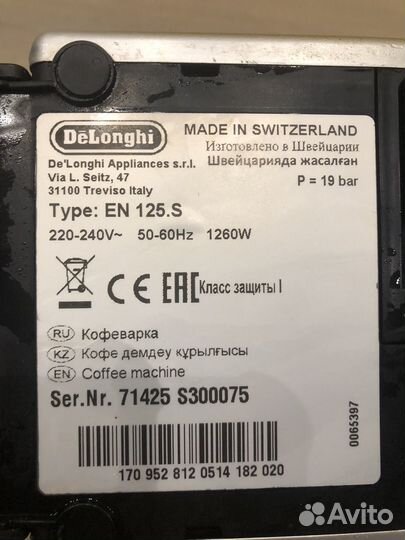 DeLonghi
De'Longhi Appliances s.r.l.
Via L. Seitz, 47
31100 Treviso Italy
MADE IN SWITZERLAND
Изготовлено в Швейцарии
Швейцарияда жасалған
P = 19 bar
Type: EN 125.S
220-240V~ 50-60Hz 1260W
CE EAC Класс защиты I
RU Кофеварка
KZ Кофе демдеу құрылғысы
EN Coffee machine
Ser.Nr. 71425 S300075
170 952 812 0514 182 020
0065397
Avito